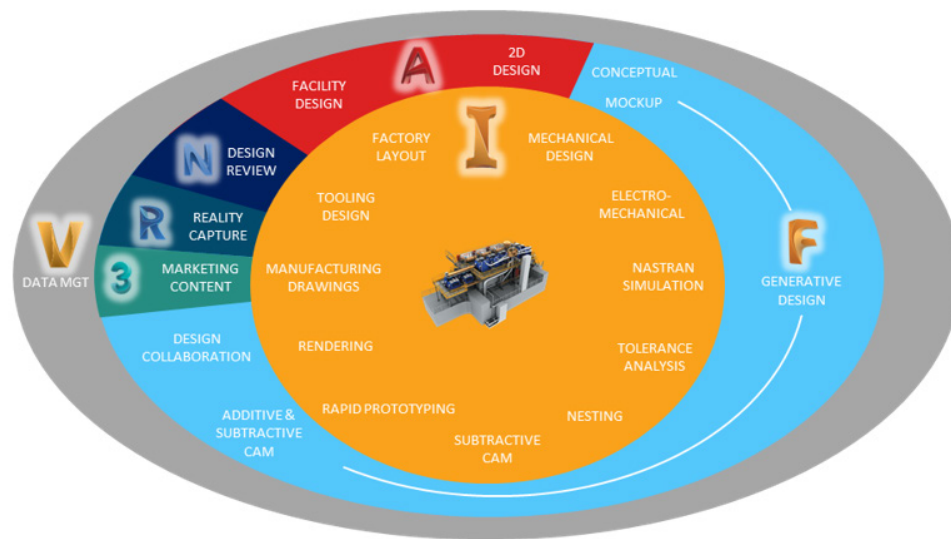 A
2D
DESIGN
FACILITY
DESIGN
CONCEPTUAL
MOCKUP
I
FACTORY
LAYOUT
MECHANICAL
DESIGN
N
DESIGN
REVIEW
TOOLING
DESIGN
ELECTRO-
MECHANICAL
R
REALITY
CAPTURE
V
DATA MGT
3
MARKETING
CONTENT
MANUFACTURING
DRAWINGS
NASTRAN
SIMULATION
F
GENERATIVE
DESIGN
DESIGN
COLLABORATION
RENDERING
TOLERANCE
ANALYSIS
ADDITIVE &
SUBTRACTIVE
CAM
RAPID PROTOTYPING
SUBTRACTIVE
CAM
NESTING